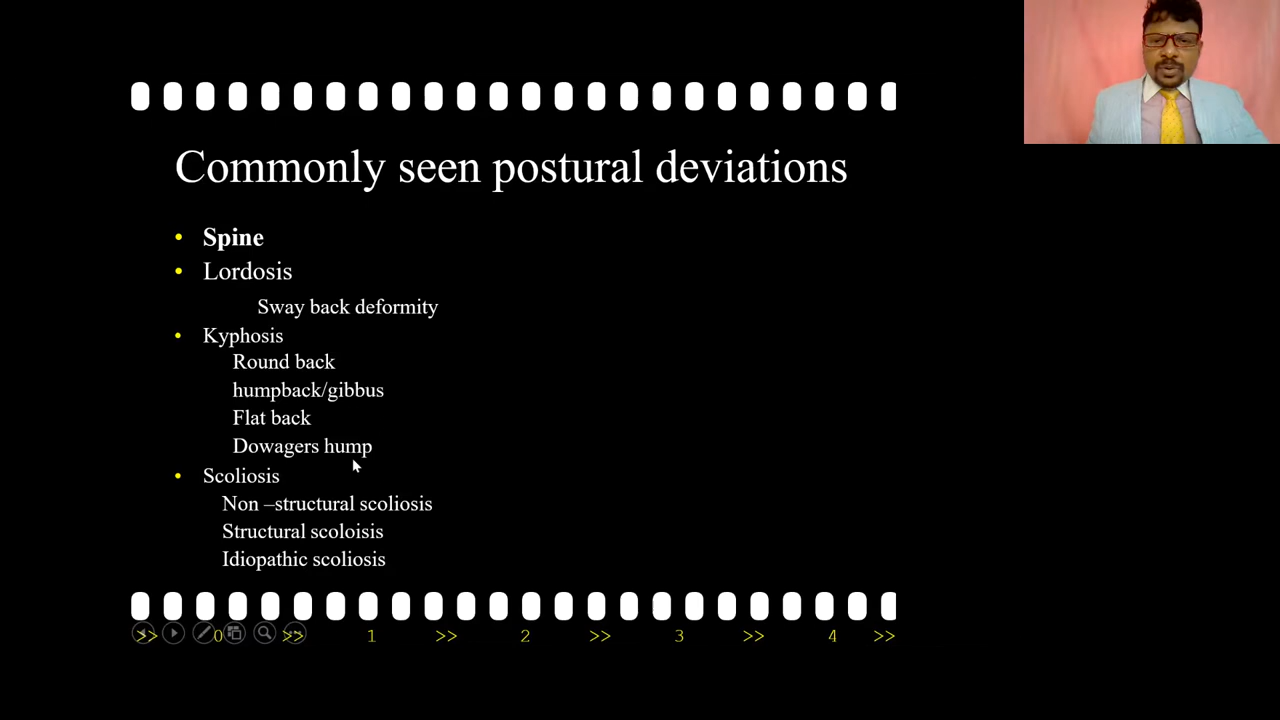 Commonly seen postural deviations
• Spine
• Lordosis
Sway back deformity
• Kyphosis
Round back
humpback/gibbus
Flat back
Dowagers hump
• Scoliosis
Non –structural scoliosis
Structural scoloisis
Idiopathic scoliosis
>> 0 >> 1 >> 2 >> 3 >> 4 >>